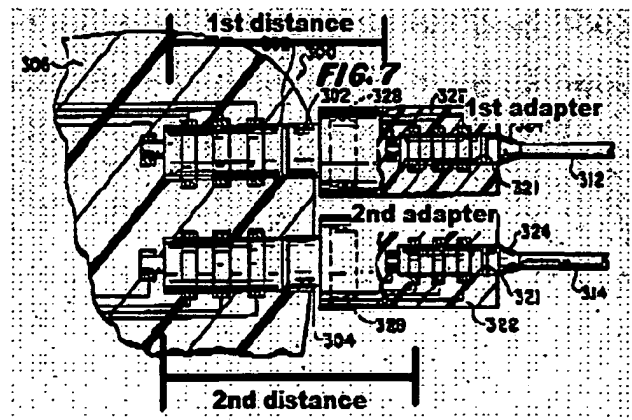 1st distance
306
300
FIG. 7
302
328
1st adapter
321
312
2nd adapter
324
321
314
329
322
304
2nd distance